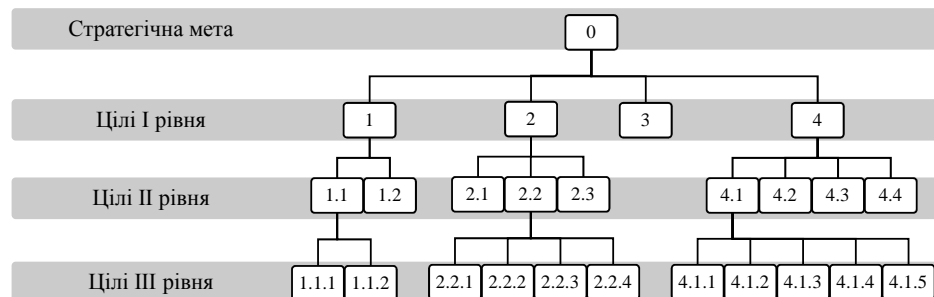 Стратегічна мета 0
Цілі І рівня 1 2 3 4
Цілі ІІ рівня 1.1 1.2 2.1 2.2 2.3 4.1 4.2 4.3 4.4
Цілі ІІІ рівня 1.1.1 1.1.2 2.2.1 2.2.2 2.2.3 2.2.4 4.1.1 4.1.2 4.1.3 4.1.4 4.1.5